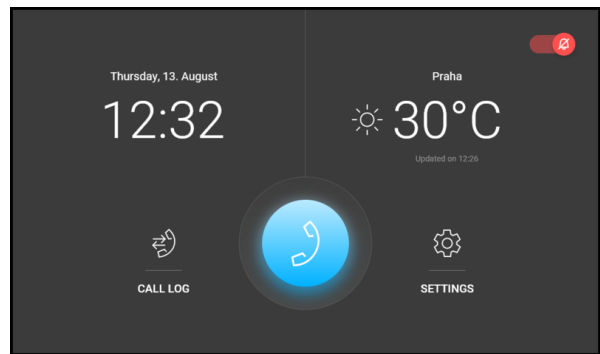 Thursday, 13. August
12:32
Praha
30°C
Updated on 12:26
CALL LOG
SETTINGS